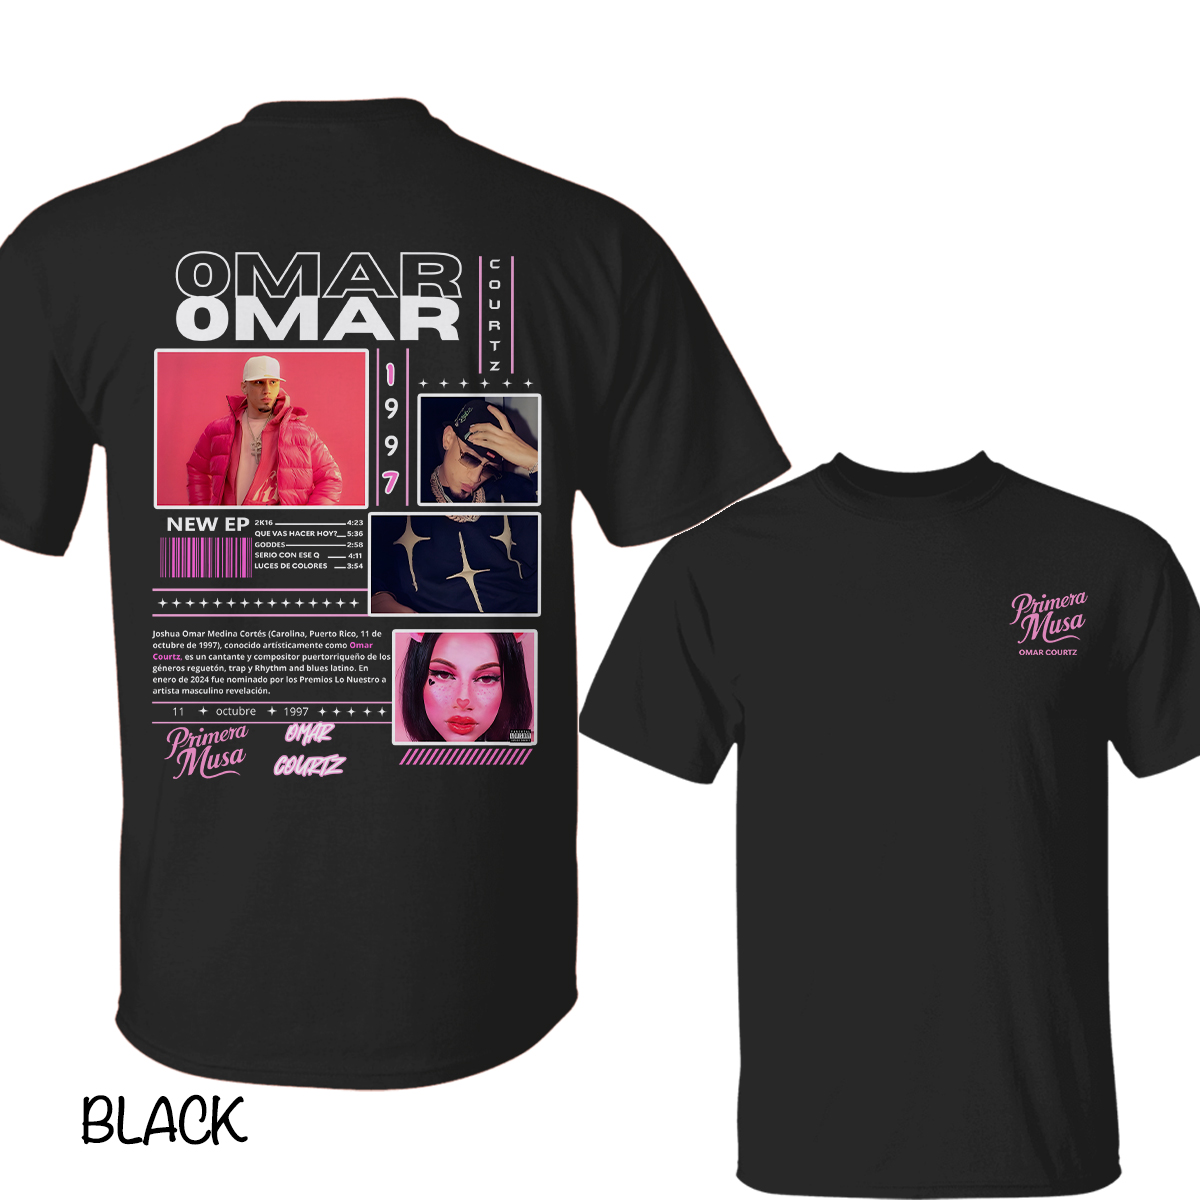 OMAR
OMAR
COURTZ
1997
NEW EP
2K16 4:23
QUE VAS HACER HOY? 5:36
GODDES 2:58
SERIO CON ESE Q 4:11
LUCES DE COLORES 3:54
Joshua Omar Medina Cortés (Carolina, Puerto Rico, 11 de
octubre de 1997), conocido artísticamente como Omar
Courtz, es un cantante y compositor puertorriqueño de los
géneros reguetón, trap y Rhythm and blues latino. En
enero de 2024 fue nominado por los Premios Lo Nuestro a
artista masculino revelación.
11 octubre 1997
Primera
Musa
OMAR
COURTZ
Primera
Musa
OMAR COURTZ
BLACK